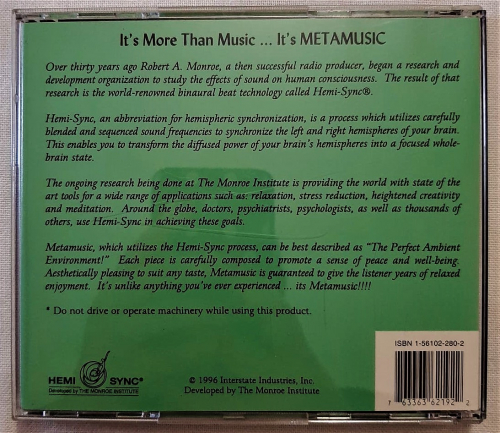 It's More Than Music ... It's METAMUSIC
Over thirty years ago Robert A. Monroe, a then successful radio producer, began a research and
development organization to study the effects of sound on human consciousness. The result of that
research is the world-renowned binaural beat technology called Hemi-Sync®.
Hemi-Sync, an abbreviation for hemispheric synchronization, is a process which utilizes carefully
blended and sequenced sound frequencies to synchronize the left and right hemispheres of your brain.
This enables you to transform the diffused power of your brain's hemispheres into a focused whole-
brain state.
The ongoing research being done at The Monroe Institute is providing the world with state of the
art tools for a wide range of applications such as: relaxation, stress reduction, heightened creativity
and meditation. Around the globe, doctors, psychiatrists, psychologists, as well as thousands of
others, use Hemi-Sync in achieving these goals.
Metamusic, which utilizes the Hemi-Sync process, can be best described as "The Perfect Ambient
Environment!" Each piece is carefully composed to promote a sense of peace and well-being.
Aesthetically pleasing to suit any taste, Metamusic is guaranteed to give the listener years of relaxed
enjoyment. It's unlike anything you've ever experienced ... its Metamusic!!!!
* Do not drive or operate machinery while using this product.
ISBN 1-56102-280-2
7 63363 62192 2
HEMI SYNC®
Developed by THE MONROE INSTITUTE
© 1996 Interstate Industries, Inc.
Developed by The Monroe Institute